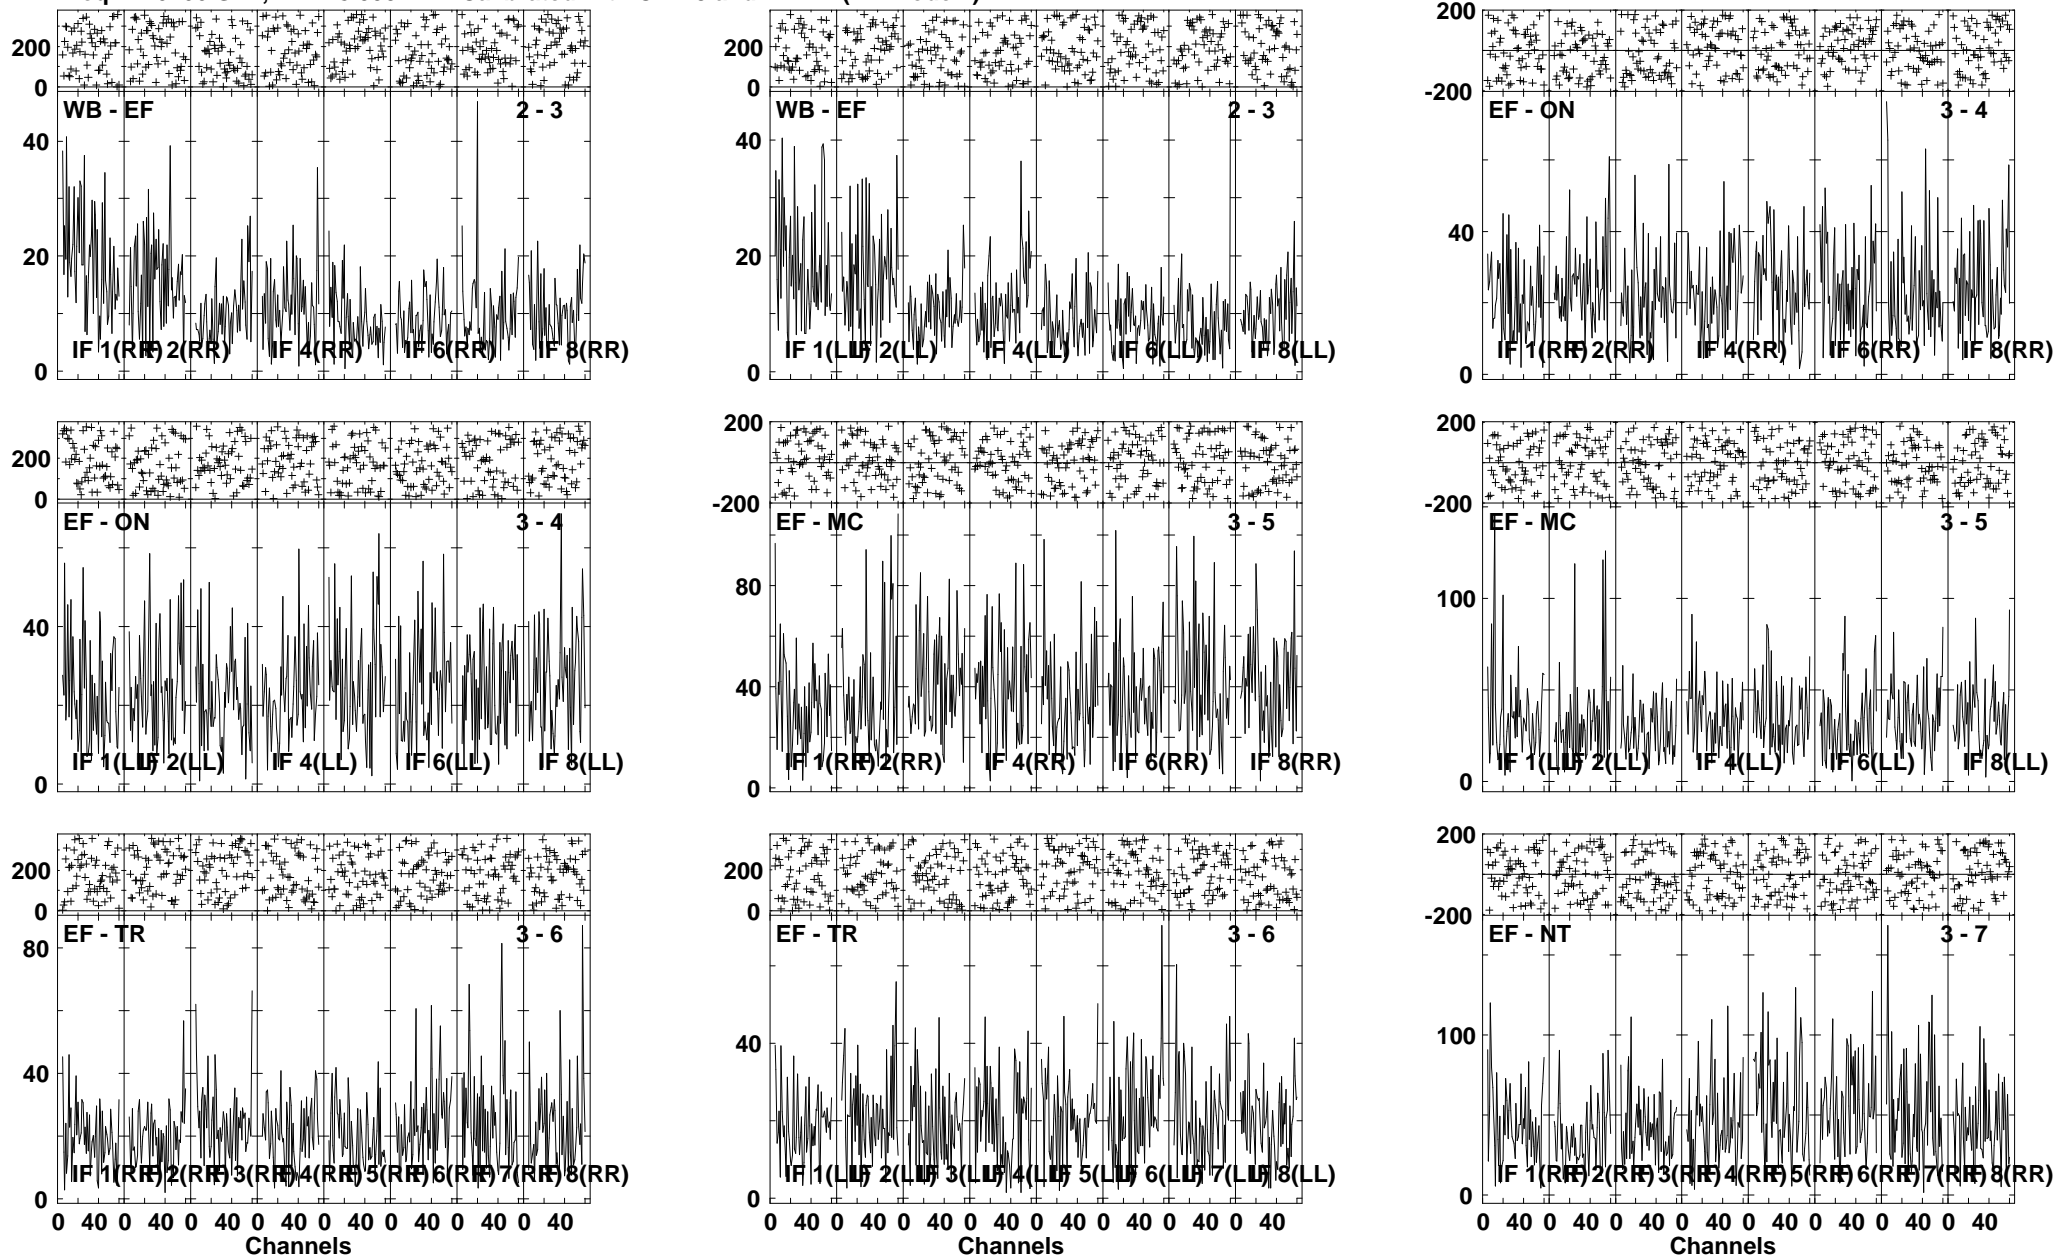 200
0
WB - EF 2 - 3
40
20
0
IF 1(RR) IF 2(RR) IF 4(RR) IF 6(RR) IF 8(RR)
200
0
WB - EF 2 - 3
40
20
0
IF 1(LL) IF 2(LL) IF 4(LL) IF 6(LL) IF 8(LL)
200
-200
EF - ON 3 - 4
40
0
IF 1(RR) IF 2(RR) IF 4(RR) IF 6(RR) IF 8(RR)
200
0
EF - ON 3 - 4
40
0
IF 1(LL) IF 2(LL) IF 4(LL) IF 6(LL) IF 8(LL)
200
-200
EF - MC 3 - 5
80
40
0
IF 1(RR) IF 2(RR) IF 4(RR) IF 6(RR) IF 8(RR)
200
-200
EF - MC 3 - 5
100
0
IF 1(LL) IF 2(LL) IF 4(LL) IF 6(LL) IF 8(LL)
200
0
EF - TR 3 - 6
80
40
0
IF 1(RR) IF 2(RR) IF 3(RR) IF 4(RR) IF 5(RR) IF 6(RR) IF 7(RR) IF 8(RR)
0 40 0 40 0 40 0 40 0 40 0 40 0 40 0 40
Channels
200
0
EF - TR 3 - 6
40
0
IF 1(LL) IF 2(LL) IF 3(LL) IF 4(LL) IF 5(LL) IF 6(LL) IF 7(LL) IF 8(LL)
0 40 0 40 0 40 0 40 0 40 0 40 0 40 0 40
Channels
200
-200
EF - NT 3 - 7
100
0
IF 1(RR) IF 2(RR) IF 3(RR) IF 4(RR) IF 5(RR) IF 6(RR) IF 7(RR) IF 8(RR)
0 40 0 40 0 40 0 40 0 40 0 40 0 40 0 40
Channels